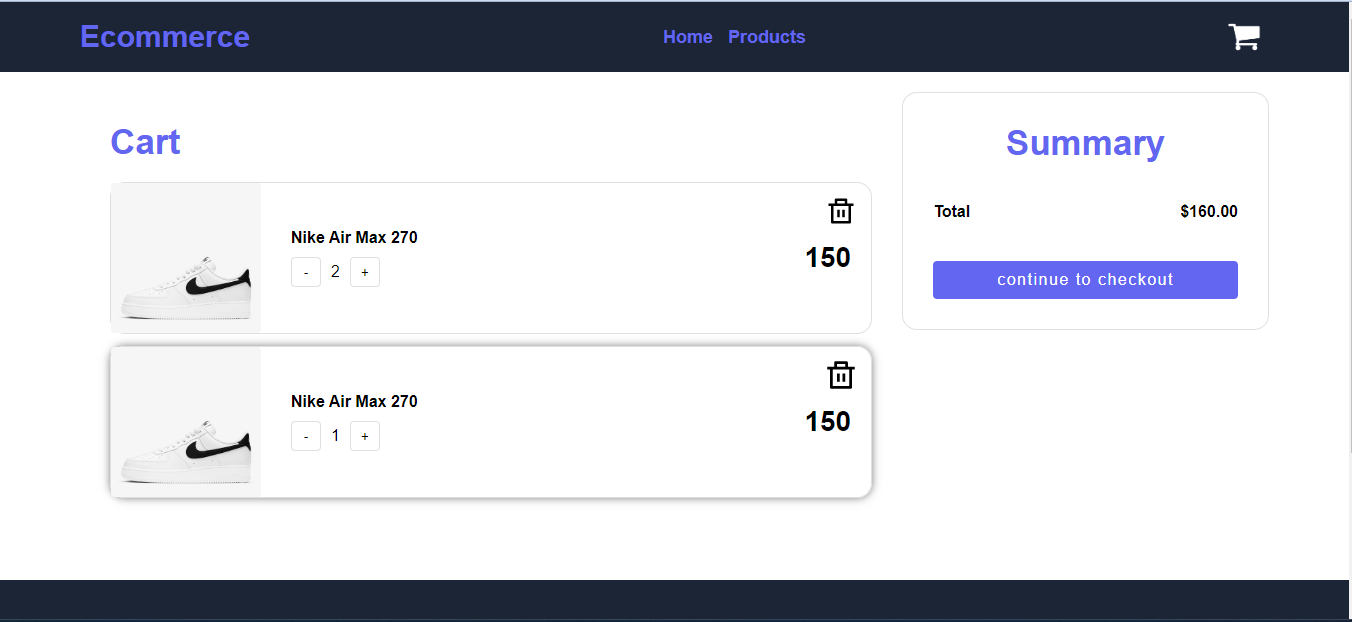 Ecommerce
Home Products
Cart
Nike Air Max 270
- 2 +
150
Nike Air Max 270
- 1 +
150
Summary
Total $160.00
continue to checkout